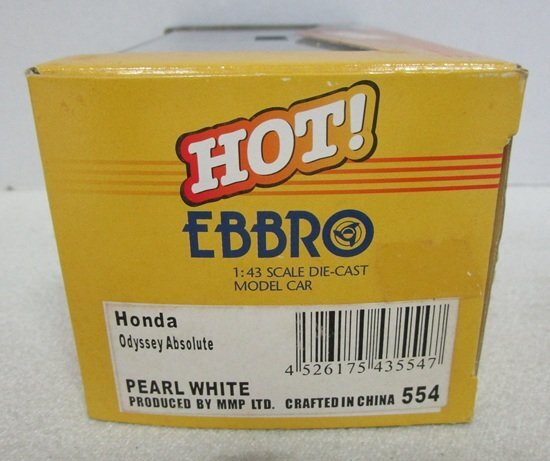 HOT!
EBBRO
1:43 SCALE DIE-CAST
MODEL CAR
Honda
Odyssey Absolute
4 526175 435547
PEARL WHITE
PRODUCED BY MMP LTD. CRAFTED IN CHINA 554